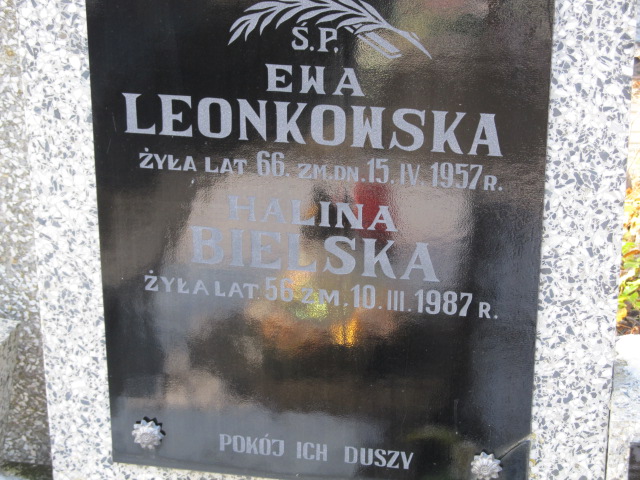 Ś.P.
EWA
LEONKOWSKA
ŻYŁA LAT 66. ZM. DN. 15. IV. 1957 R.
HALINA
BIELSKA
ŻYŁA LAT 56 ZM. 10. III. 1987 R.
POKÓJ ICH DUSZY